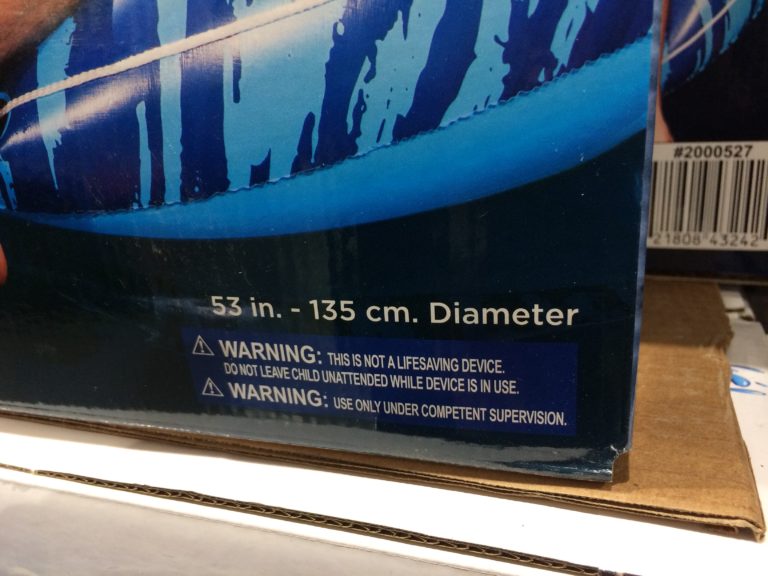 #2000527
21808 43242
53 in. - 135 cm. Diameter
⚠ WARNING: THIS IS NOT A LIFESAVING DEVICE.
DO NOT LEAVE CHILD UNATTENDED WHILE DEVICE IS IN USE.
⚠ WARNING: USE ONLY UNDER COMPETENT SUPERVISION.